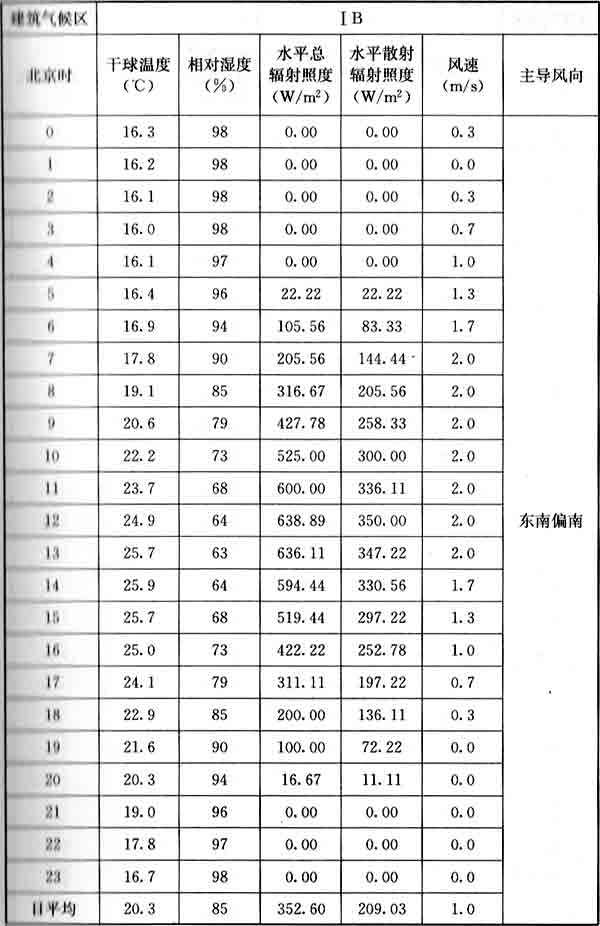 建筑气候区 ⅠB
北京时 干球温度(℃) 相对湿度(%) 水平总辐射照度(W/m²) 水平散射辐射照度(W/m²) 风速(m/s) 主导风向
0 16.3 98 0.00 0.00 0.3
1 16.2 98 0.00 0.00 0.0
2 16.1 98 0.00 0.00 0.3
3 16.0 98 0.00 0.00 0.7
4 16.1 97 0.00 0.00 1.0
5 16.4 96 22.22 22.22 1.3
6 16.9 94 105.56 83.33 1.7
7 17.8 90 205.56 144.44 2.0
8 19.1 85 316.67 205.56 2.0
9 20.6 79 427.78 258.33 2.0
10 22.2 73 525.00 300.00 2.0
11 23.7 68 600.00 336.11 2.0
12 24.9 64 638.89 350.00 2.0 东南偏南
13 25.7 63 636.11 347.22 2.0
14 25.9 64 594.44 330.56 1.7
15 25.7 68 519.44 297.22 1.3
16 25.0 73 422.22 252.78 1.0
17 24.1 79 311.11 197.22 0.7
18 22.9 85 200.00 136.11 0.3
19 21.6 90 100.00 72.22 0.0
20 20.3 94 16.67 11.11 0.0
21 19.0 96 0.00 0.00 0.0
22 17.8 97 0.00 0.00 0.0
23 16.7 98 0.00 0.00 0.0
日平均 20.3 85 352.60 209.03 1.0